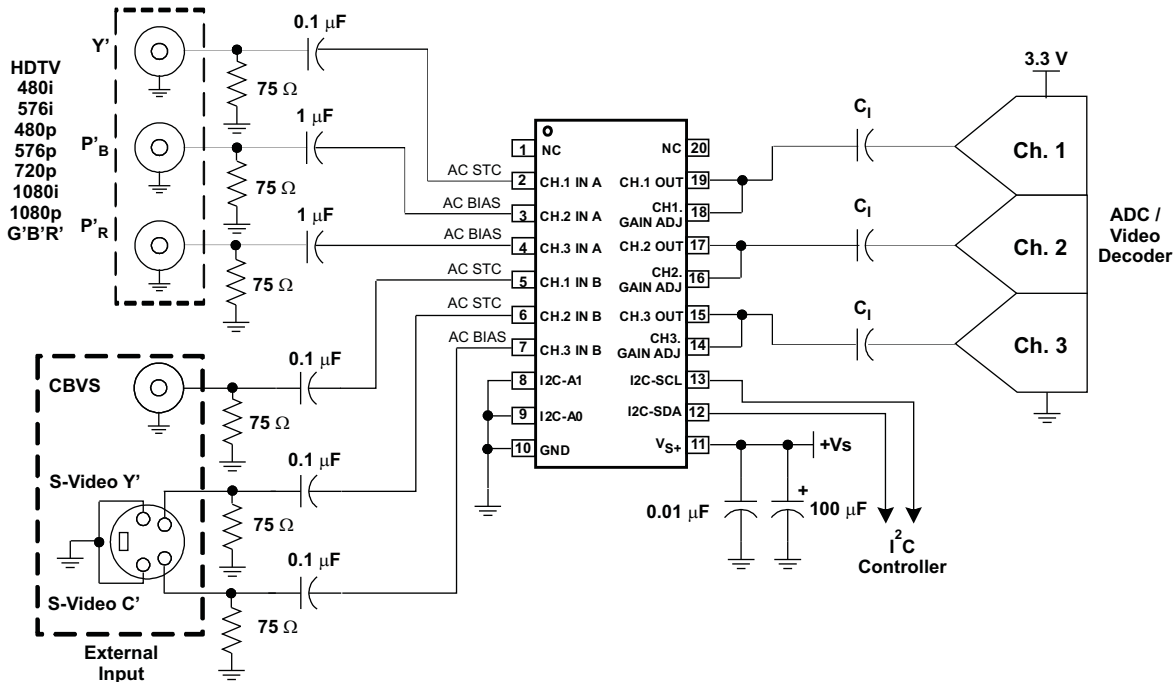 HDTV
480i
576i
480p
576p
720p
1080i
1080p
G'B'R'
Y'
P'B
P'R
0.1 μF
75 Ω
1 μF
75 Ω
1 μF
75 Ω
CBVS
0.1 μF
75 Ω
S-Video Y'
0.1 μF
75 Ω
S-Video C'
0.1 μF
75 Ω
External
Input
AC STC
AC BIAS
AC BIAS
AC STC
AC STC
AC BIAS
1 NC
2 CH.1 IN A
3 CH.2 IN A
4 CH.3 IN A
5 CH.1 IN B
6 CH.2 IN B
7 CH.3 IN B
8 I2C-A1
9 I2C-A0
10 GND
NC 20
CH.1 OUT 19
CH1.
GAIN ADJ 18
CH.2 OUT 17
CH2.
GAIN ADJ 16
CH.3 OUT 15
CH3.
GAIN ADJ 14
I2C-SCL 13
I2C-SDA 12
VS+ 11
+Vs
0.01 μF
+
100 μF
I2C
Controller
CI
CI
CI
3.3 V
Ch. 1
Ch. 2
Ch. 3
ADC /
Video
Decoder